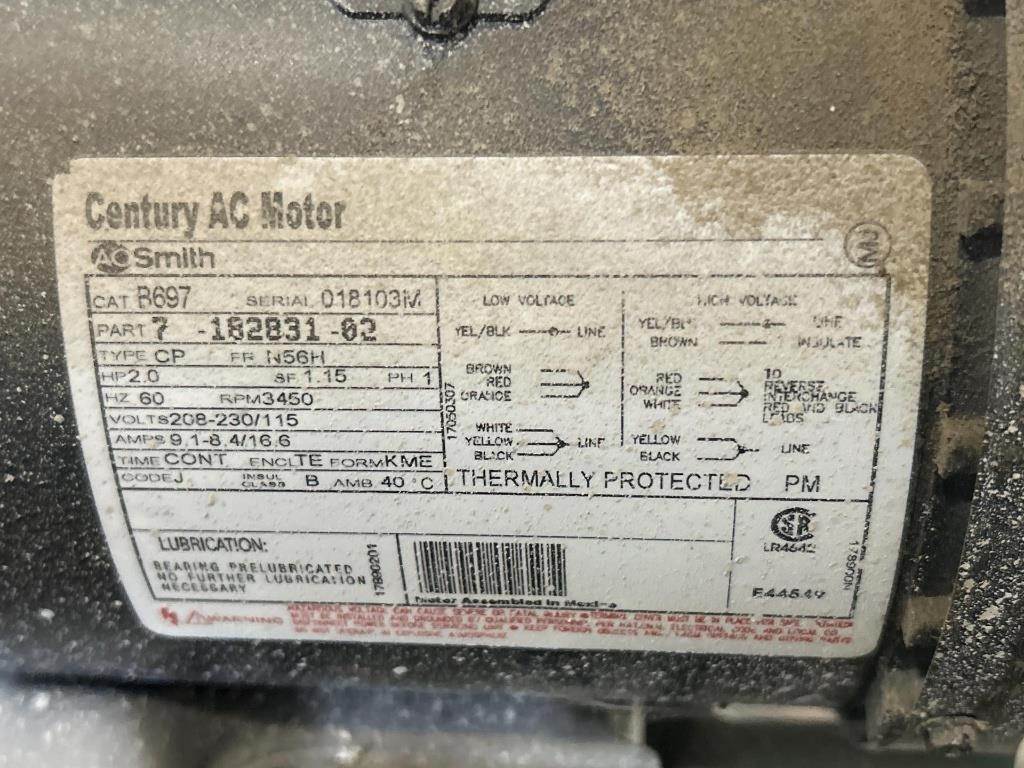 Century AC Motor
AO Smith
CAT B697 SERIAL 018103M
PART 7 -182831 -02
TYPE CP FR N56H
HP 2.0 SF 1.15 PH 1
HZ 60 RPM 3450
VOLTS 208-230/115
AMPS 9.1-8.4/16.6
TIME CONT ENCL TE FORM KME
CODE J INSUL CLASS B AMB 40 °C
17050307
LOW VOLTAGE
YEL/BLK LINE
BROWN
RED
ORANGE
WHITE
YELLOW LINE
BLACK
HIGH VOLTAGE
YEL/BLK LINE
BROWN INSULATE
RED
ORANGE
WHITE
TO
REVERSE
INTERCHANGE
RED AND BLACK
LEADS
YELLOW LINE
BLACK
THERMALLY PROTECTED PM
LUBRICATION:
BEARING PRELUBRICATED
NO FURTHER LUBRICATION
NECESSARY
Motor Assembled in Mexico
LR4642
E44549
WARNING